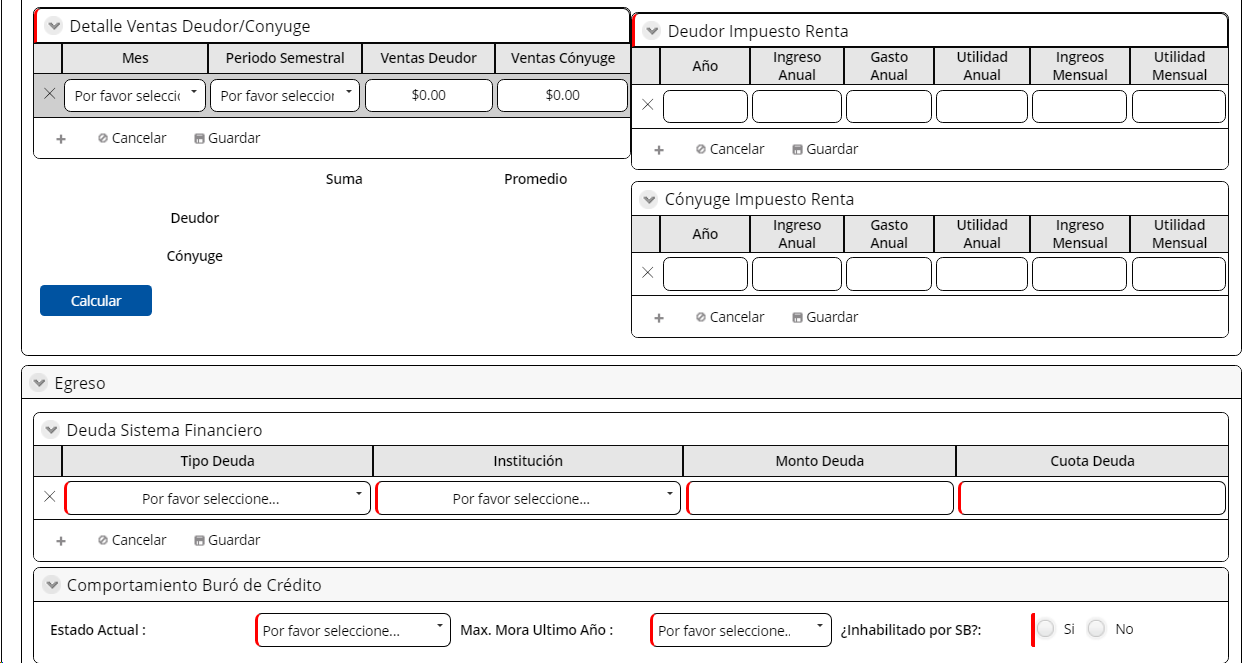 Detalle Ventas Deudor/Conyuge
Mes Periodo Semestral Ventas Deudor Ventas Cónyuge
Por favor selecci Por favor seleccior $0.00 $0.00
Cancelar Guardar
Suma Promedio
Deudor
Cónyuge
Calcular
Deudor Impuesto Renta
Año Ingreso Anual Gasto Anual Utilidad Anual Ingreos Mensual Utilidad Mensual
Cancelar Guardar
Cónyuge Impuesto Renta
Año Ingreso Anual Gasto Anual Utilidad Anual Ingreso Mensual Utilidad Mensual
Cancelar Guardar
Egreso
Deuda Sistema Financiero
Tipo Deuda Institución Monto Deuda Cuota Deuda
Por favor seleccione... Por favor seleccione...
Cancelar Guardar
Comportamiento Buró de Crédito
Estado Actual : Por favor seleccione... Max. Mora Ultimo Año : Por favor seleccione.. ¿Inhabilitado por SB?: Si No